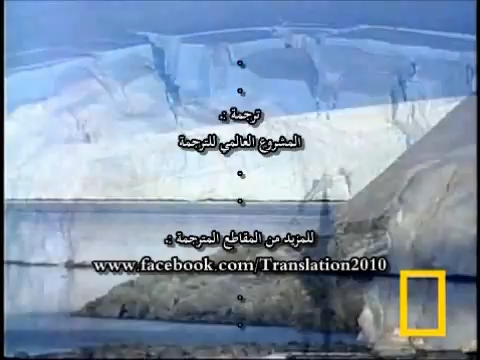 ترجمة :.
المشروع العالمي للترجمة
للمزيد من المقاطع المترجمة :.
www.facebook.com/Translation2010